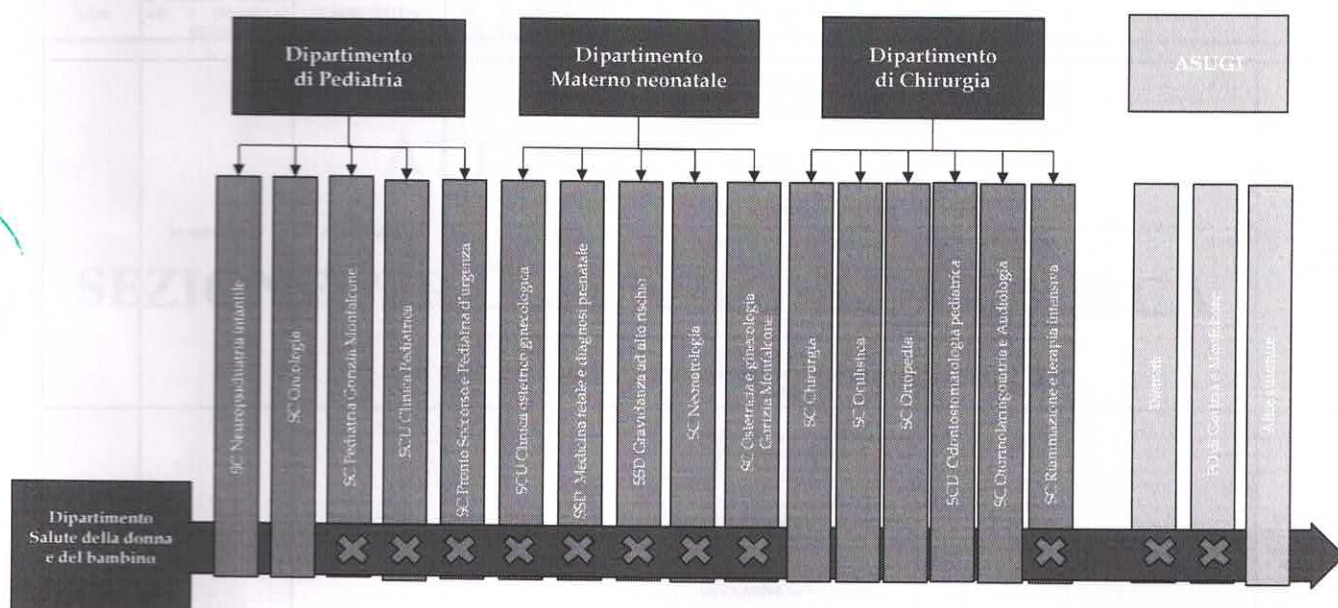 Dipartimento
di Pediatria
Dipartimento
Materno neonatale
Dipartimento
di Chirurgia
ASUGI
SC Neuropsichiatria infantile
SC Oncologia
SC Pediatria Gorizia Monfalcone
SCU Clinica Pediatrica
SC Pronto Soccorso e Pediatria d'urgenza
SCU Clinica ostetrico ginecologica
SSD Medicina fetale e diagnosi prenatale
SSD Gravidanza ad alto rischio
SC Neonatologia
SC Ostetricia e ginecologia
Gorizia Monfalcone
SC Chirurgia
SC Oculistica
SC Ortopedia
SCU Odontostomatologia pediatrica
SC Otorinolaringoiatria e Audiologia
SC Rianimazione e terapia intensiva
Distretti
PO di Gorizia e Monfalcone
Altre strutture
Dipartimento
Salute della donna
e del bambino